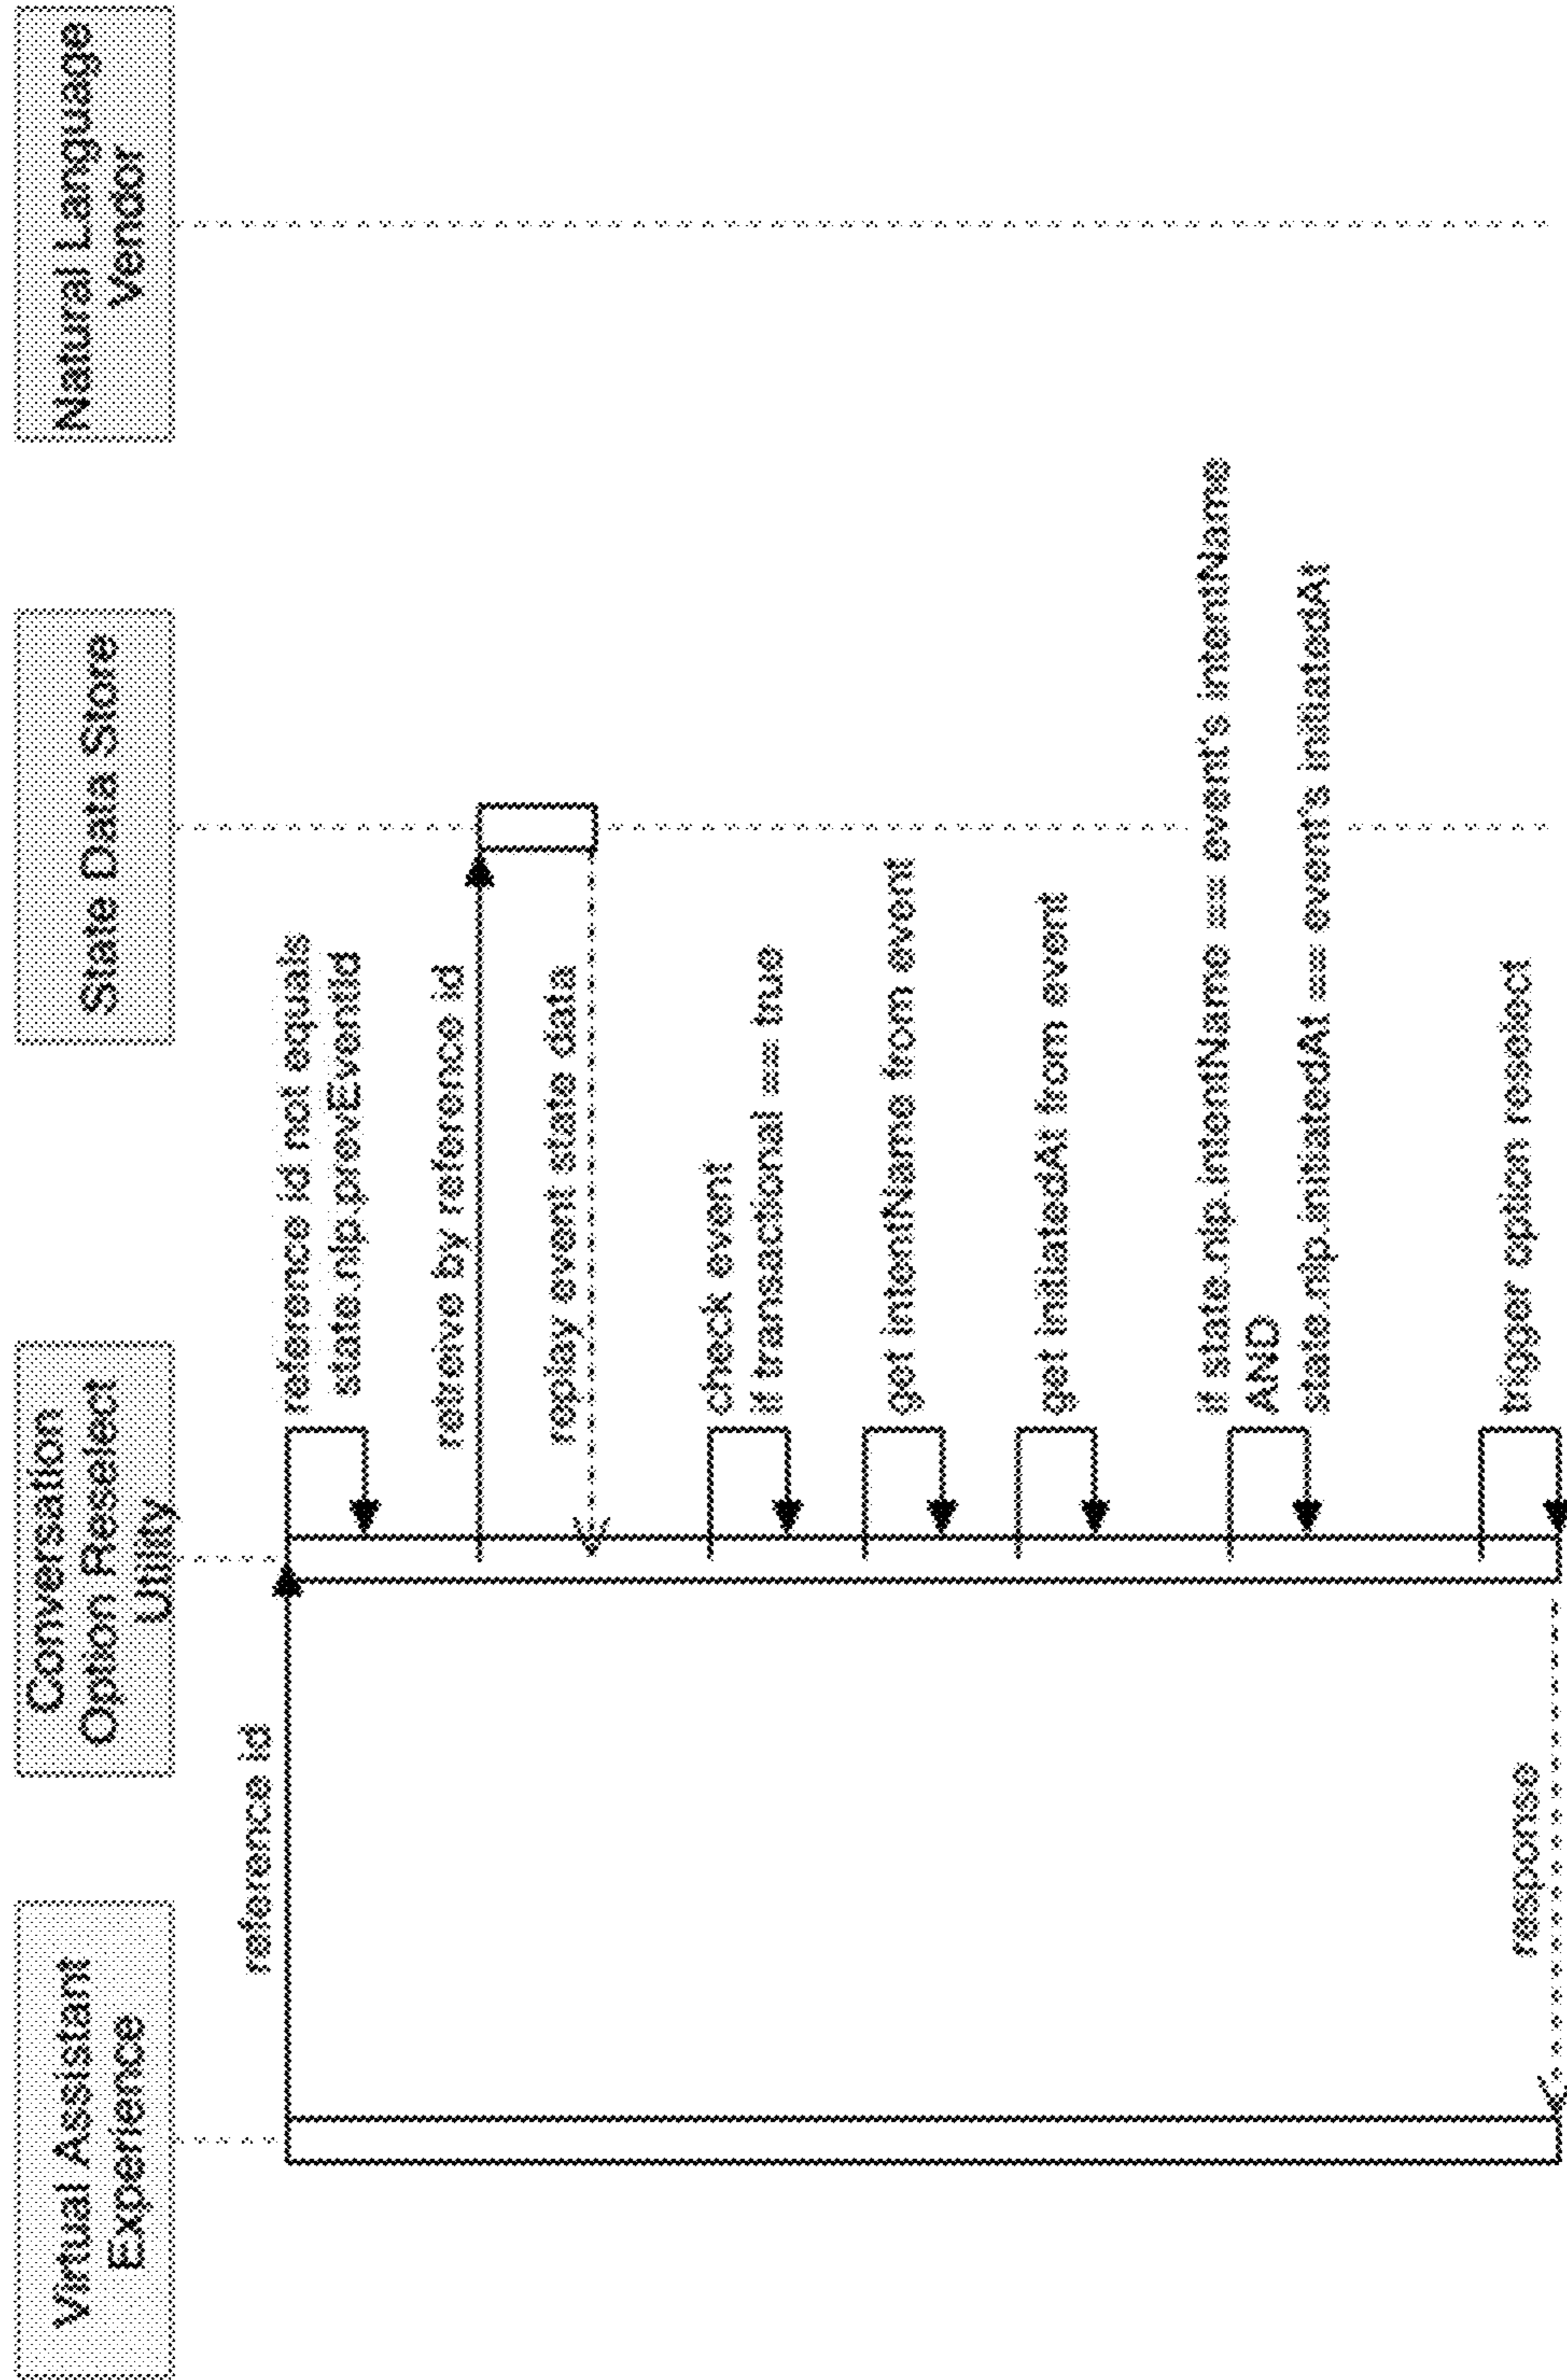 Virtual Assistant
Experience
Conversation
Option Reselect
Utility
State Data Store
Natural Language
Vendor
reference id
reference id not equals
state.nlp.prevEventId
retreive by reference id
replay event state data
check event
if transactional == true
get intentName from event
get initiatedAt from event
if state.nlp.intentName == event's intentName
AND
state.nlp.initiatedAt == event's initiatedAt
trigger option reselect
response